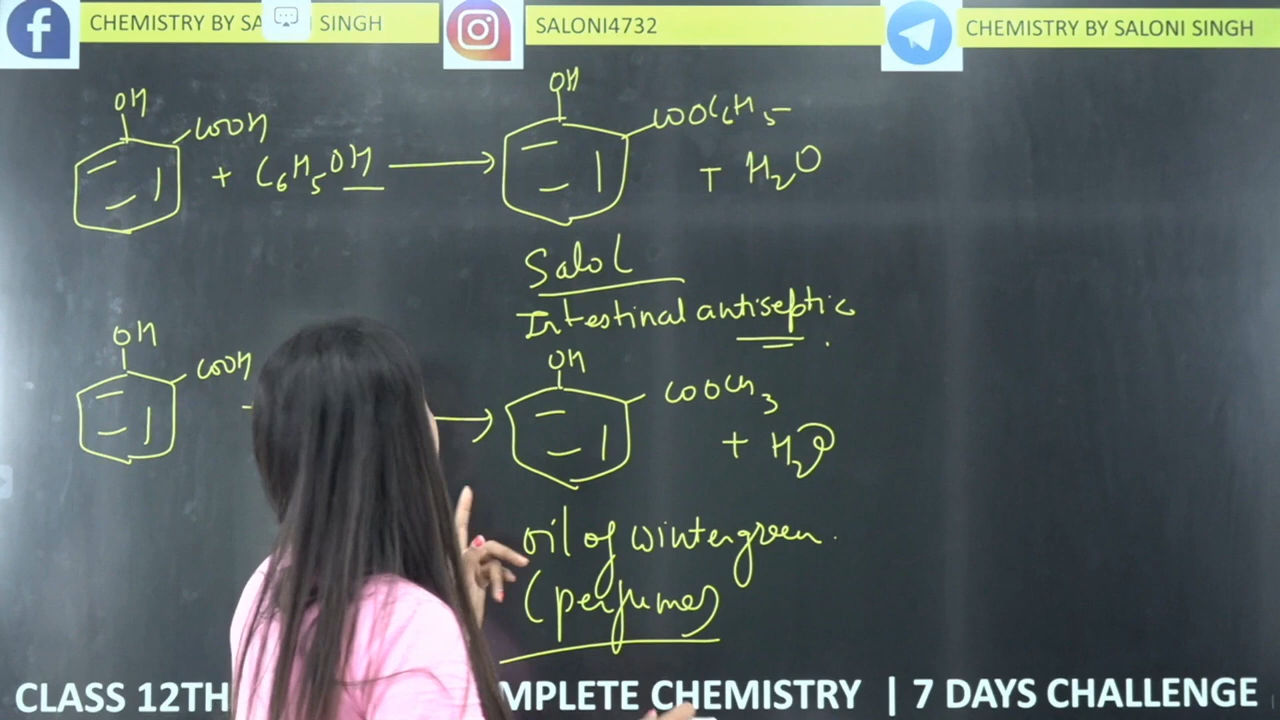 CHEMISTRY BY SA SINGH
SALONI4732
CHEMISTRY BY SALONI SINGH
OH
COOH
+ C6H5OH
OH
COOC6H5
+ H2O
Salol
Intestinal antiseptic.
OH
COOH
OH
COOCH3
+ H2O
oil of wintergreen.
(perfumes)
CLASS 12TH MPLETE CHEMISTRY | 7 DAYS CHALLENGE